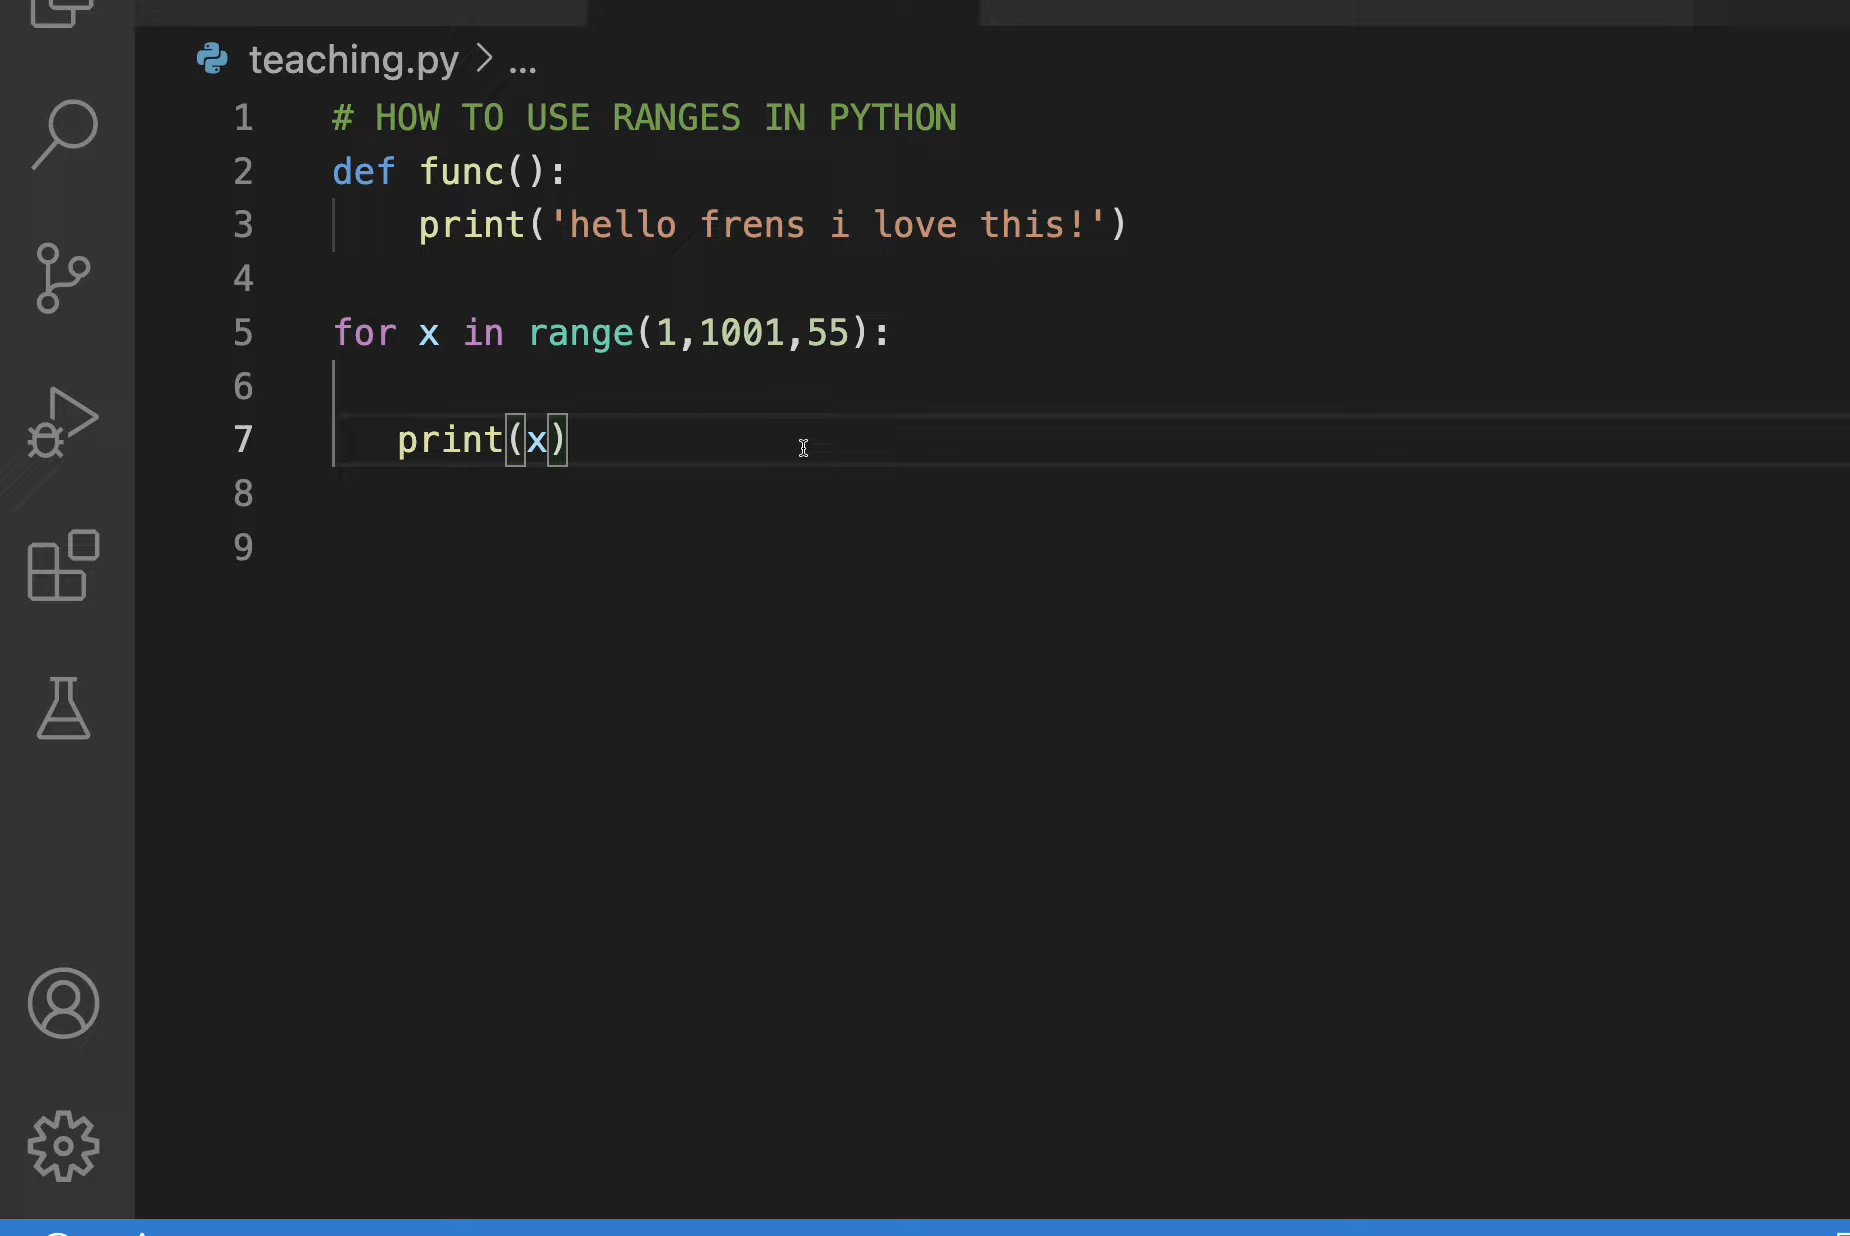 teaching.py > ...
1 # HOW TO USE RANGES IN PYTHON
2 def func():
3     print('hello frens i love this!')
4
5 for x in range(1,1001,55):
6
7    print(x)
8
9